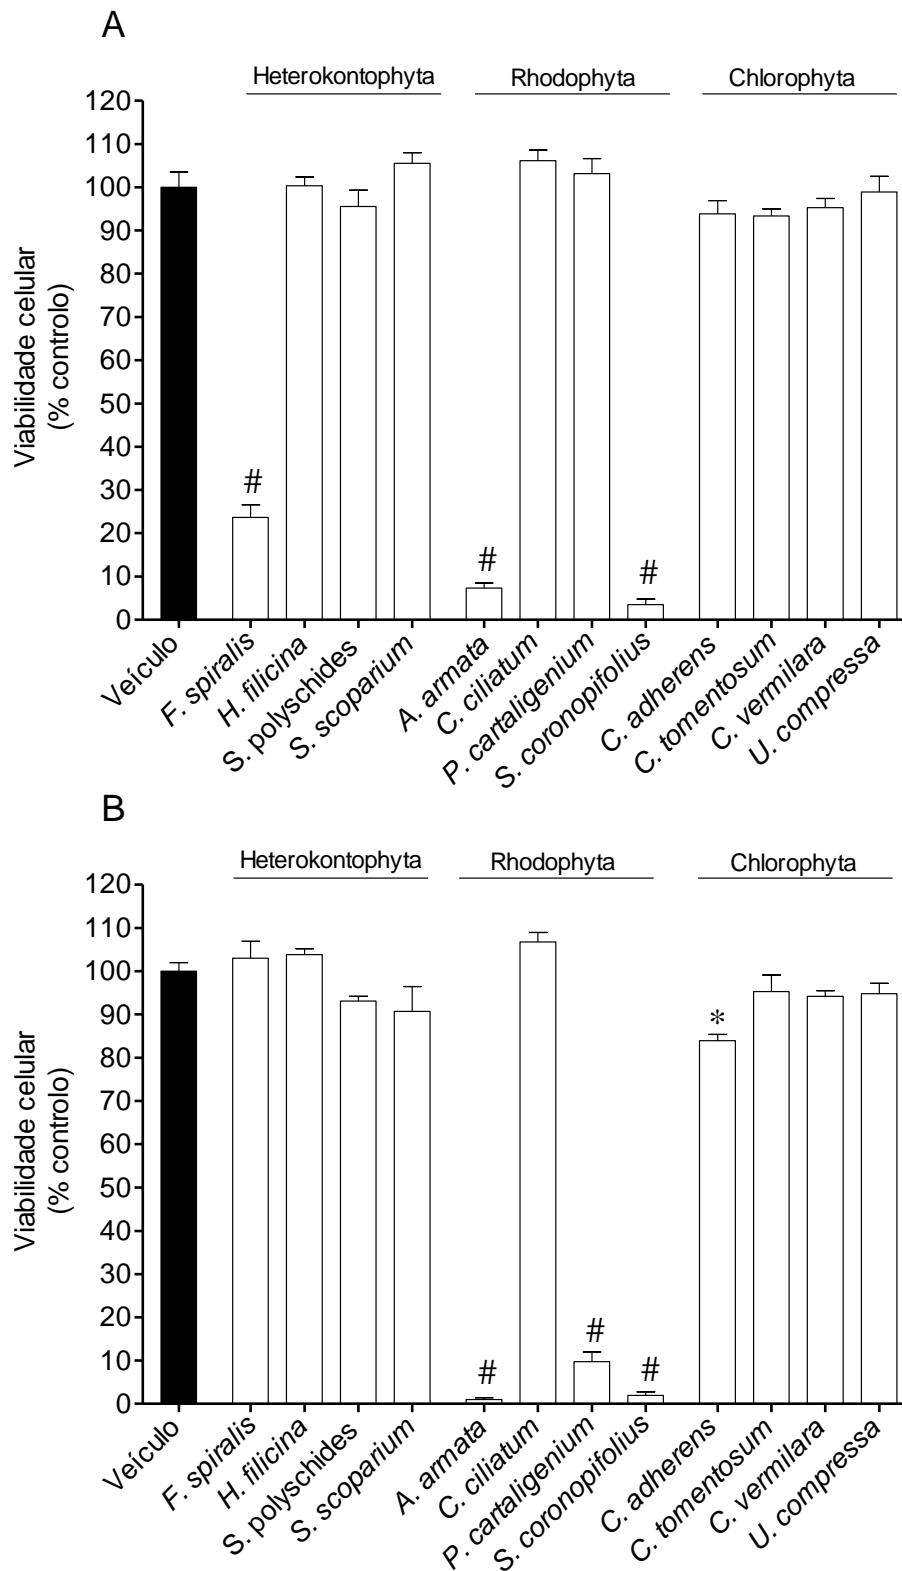 A
Heterokontophyta
Rhodophyta
Chlorophyta
120
110
100
90
80
70
60
50
40
30
20
10
0
Viabilidade celular
(% controlo)
#
#
#
Veículo
F. spiralis
H. filicina
S. polyschides
S. scoparium
A. armata
C. ciliatum
P. cartaligenium
S. coronopifolius
C. adherens
C. tomentosum
C. vermilara
U. compressa
B
Heterokontophyta
Rhodophyta
Chlorophyta
120
110
100
90
80
70
60
50
40
30
20
10
0
Viabilidade celular
(% controlo)
#
#
#
*
Veículo
F. spiralis
H. filicina
S. polyschides
S. scoparium
A. armata
C. ciliatum
P. cartaligenium
S. coronopifolius
C. adherens
C. tomentosum
C. vermilara
U. compressa